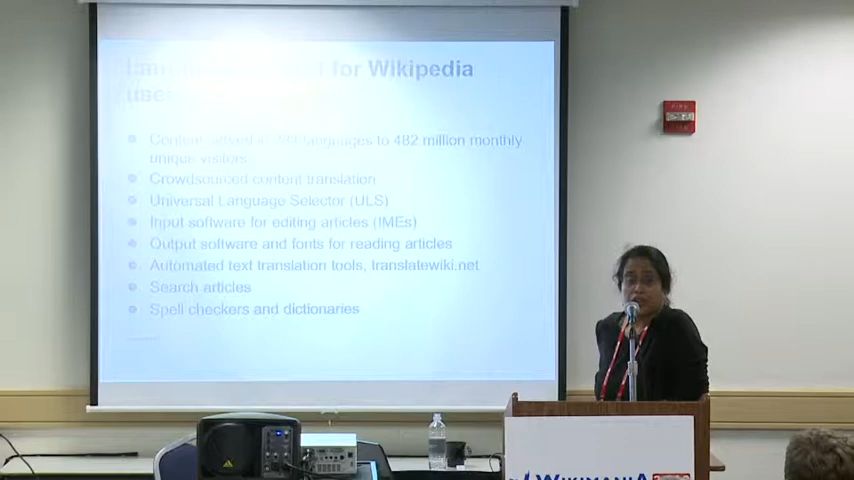 for Wikipedia
Content served in languages to 482 million monthly
unique visitors
Crowdsourced content translation
Universal Language Selector (ULS)
Input software for editing articles (IMEs)
Output software and fonts for reading articles
Automated text translation tools, translatewiki.net
Search articles
Spell checkers and dictionaries
FIRE
WIKIMANIA